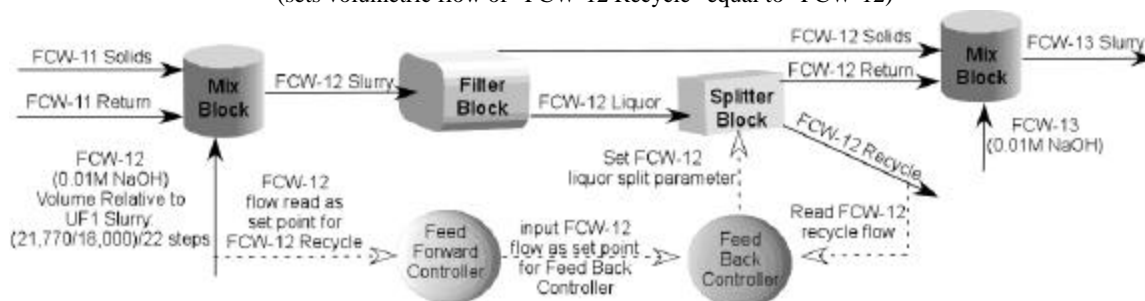 (sets volumetric flow of "FCW-12 Recycle" equal to "FCW-12)
FCW-11 Solids
FCW-11 Return
Mix
Block
FCW-12 Slurry
Filter
Block
FCW-12 Liquor
FCW-12 Solids
FCW-12 Return
Splitter
Block
FCW-12 Recycle
Mix
Block
FCW-13 Slurry
FCW-13
(0.01M NaOH)
FCW-12
(0.01M NaOH)
Volume Relative to
UF1 Slurry
(21,770/18,000)/22 steps
FCW-12
flow read as
set point for
FCW-12 Recycle
Feed
Forward
Controller
input FCW-12
flow as set point
for Feed Back
Controller
Set FCW-12
liquor split parameter
Feed
Back
Controller
Read FCW-12
recycle flow